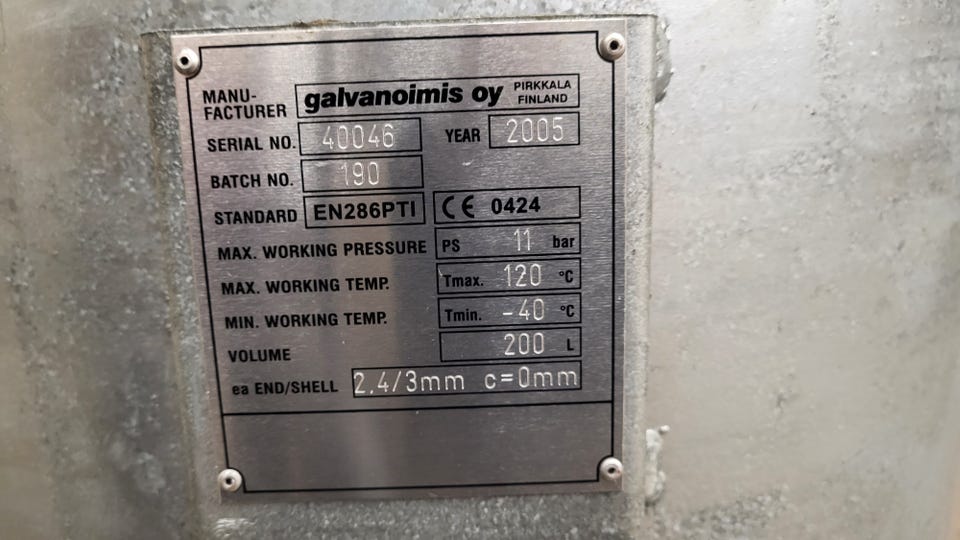 MANU-
FACTURER galvanoimis oy PIRKKALA
FINLAND
SERIAL NO. 40046 YEAR 2005
BATCH NO. 190
STANDARD EN286PTI CE 0424
MAX. WORKING PRESSURE PS 11 bar
MAX. WORKING TEMP. Tmax. 120 °C
MIN. WORKING TEMP. Tmin. -40 °C
VOLUME 200 L
ea END/SHELL 2.4/3mm c=0mm